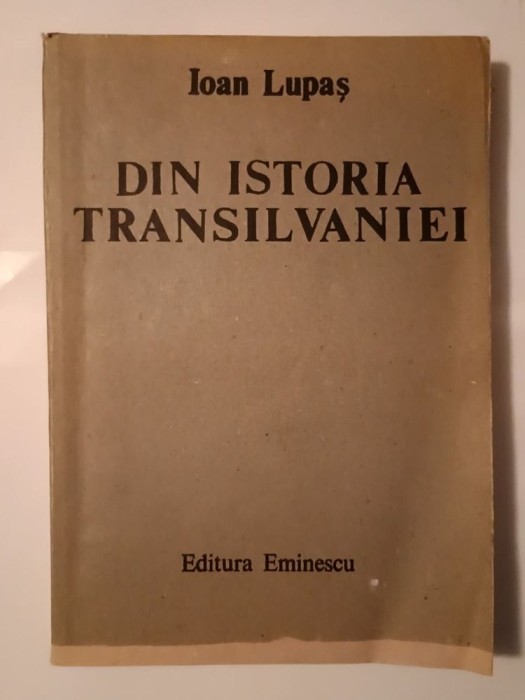 Ioan Lupaş
DIN ISTORIA
TRANSILVANIEI
Editura Eminescu